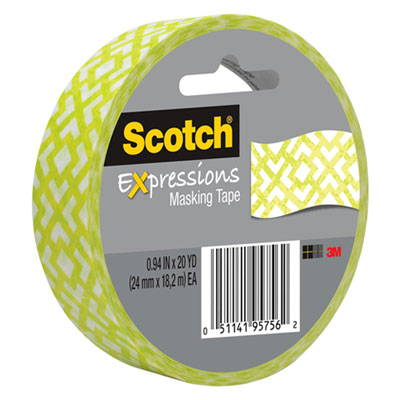 Scotch
Expressions
Masking Tape
0.94 IN x 20 YD
(24 mm x 18,2 m) EA
3M
0 51141 95756 2